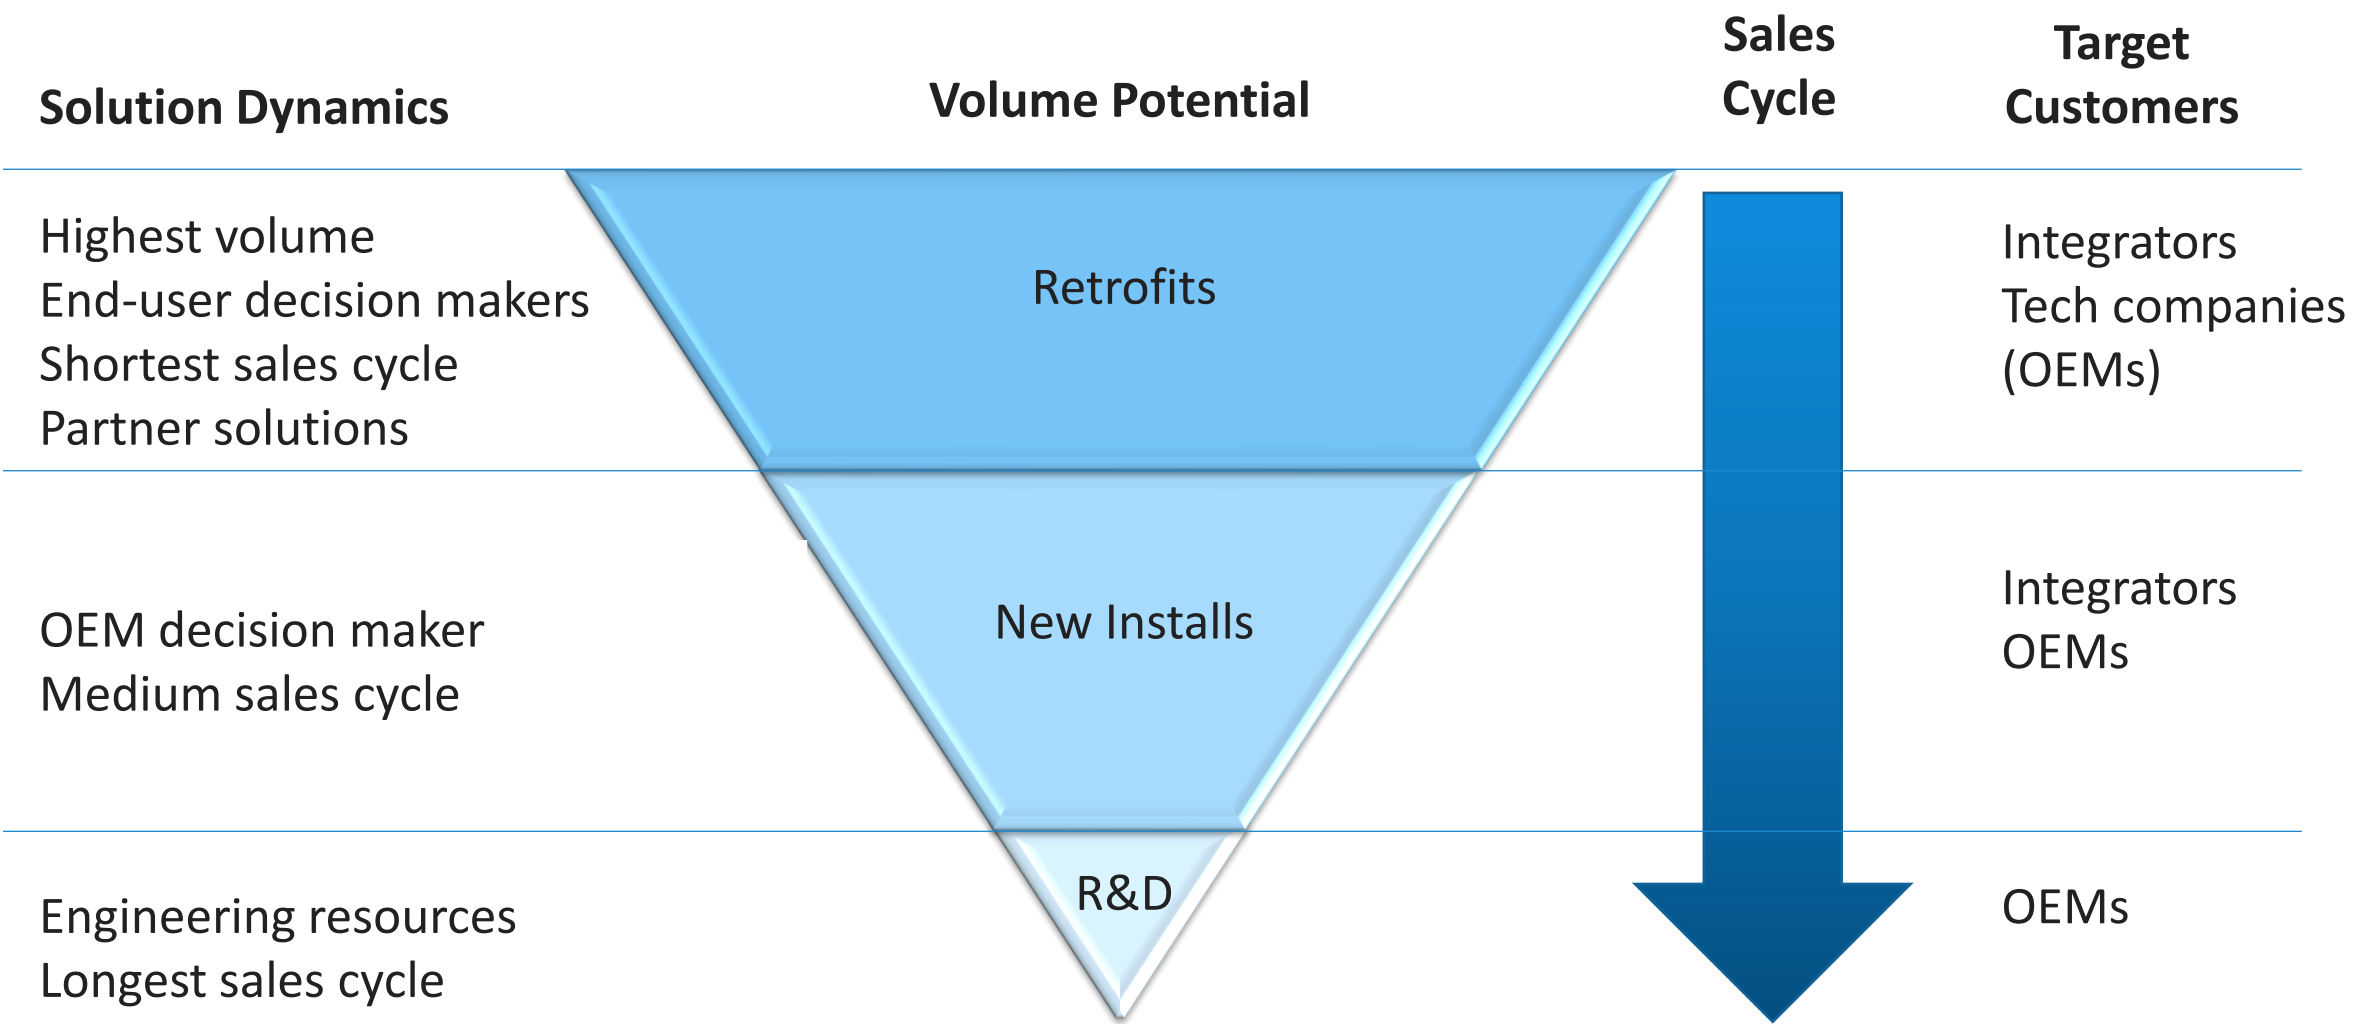 Solution Dynamics
Volume Potential
Sales
Cycle
Target
Customers
Highest volume
End-user decision makers
Shortest sales cycle
Partner solutions
Retrofits
Integrators
Tech companies
(OEMs)
OEM decision maker
Medium sales cycle
New Installs
Integrators
OEMs
Engineering resources
Longest sales cycle
R&D
OEMs